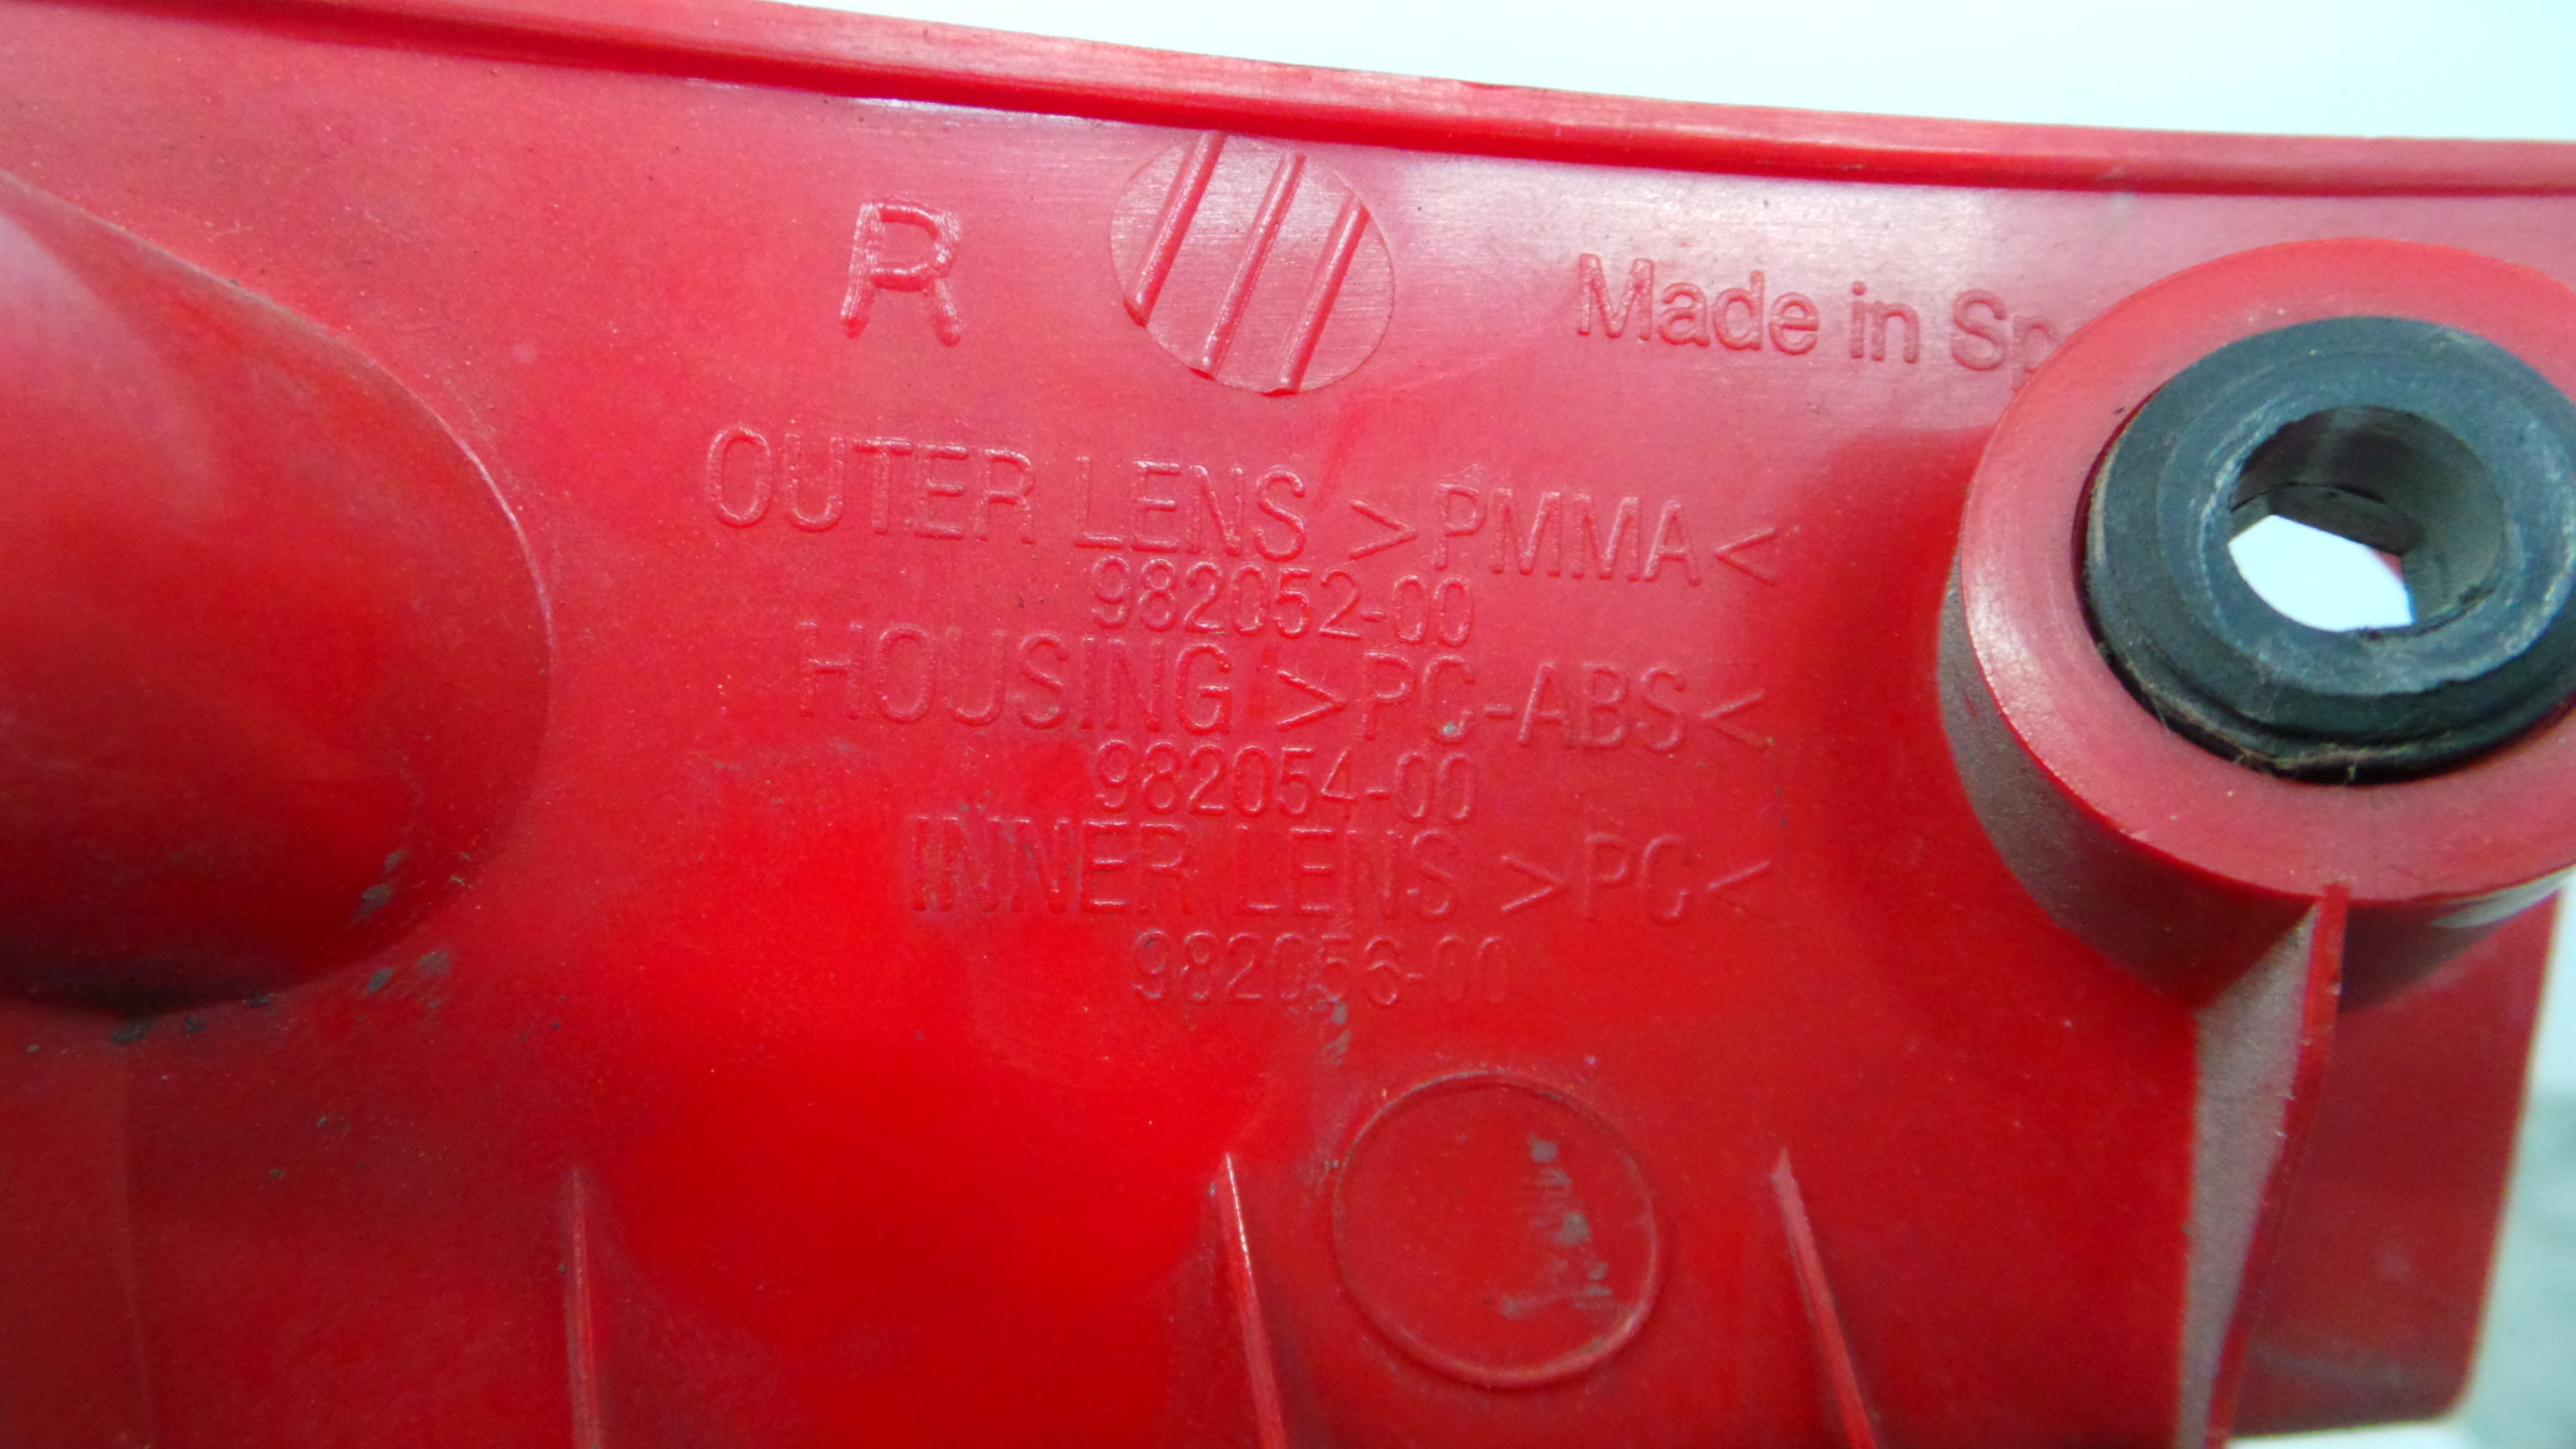 R
Made in Sp
OUTER LENS >PMMA<
982052-00
HOUSING >PC-ABS<
982054-00
INNER LENS >PC<
982056-00